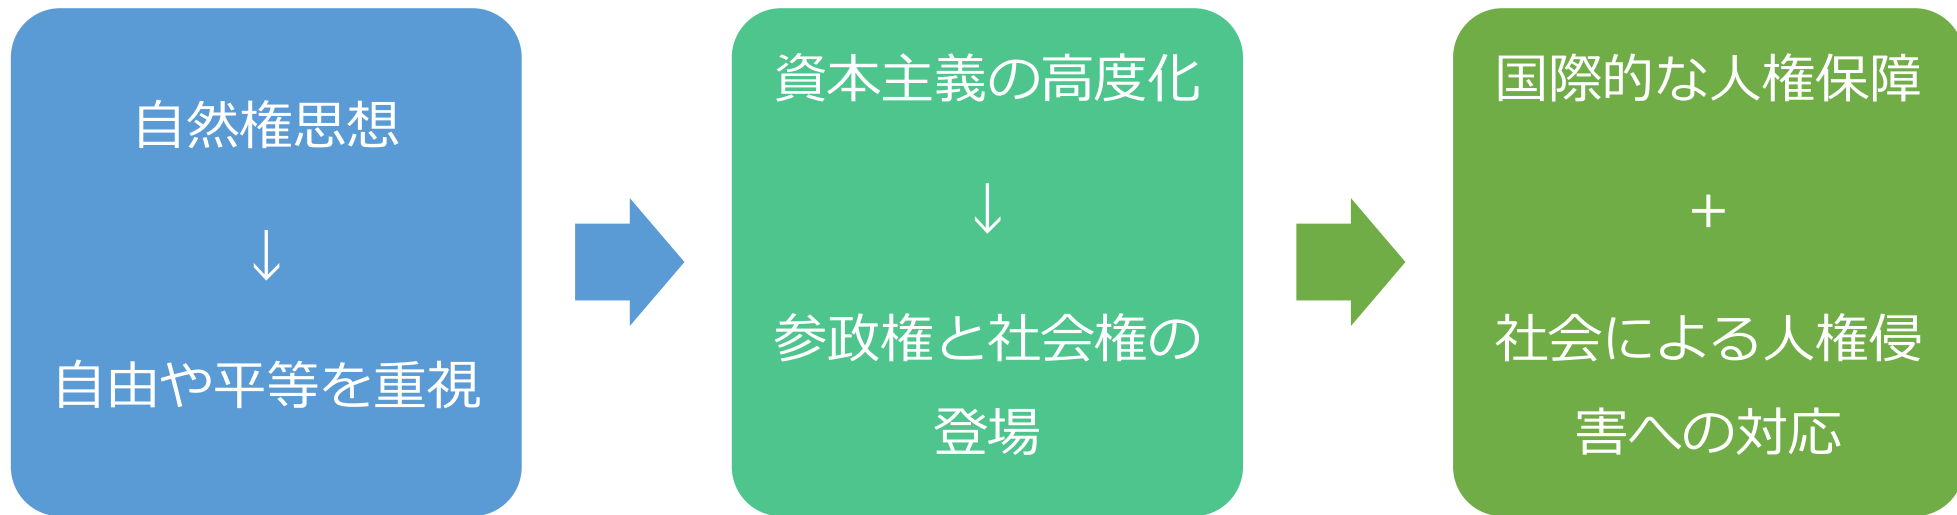 自然権思想
↓
自由や平等を重視
資本主義の高度化
↓
参政権と社会権の
登場
国際的な人権保障
+
社会による人権侵
害への対応